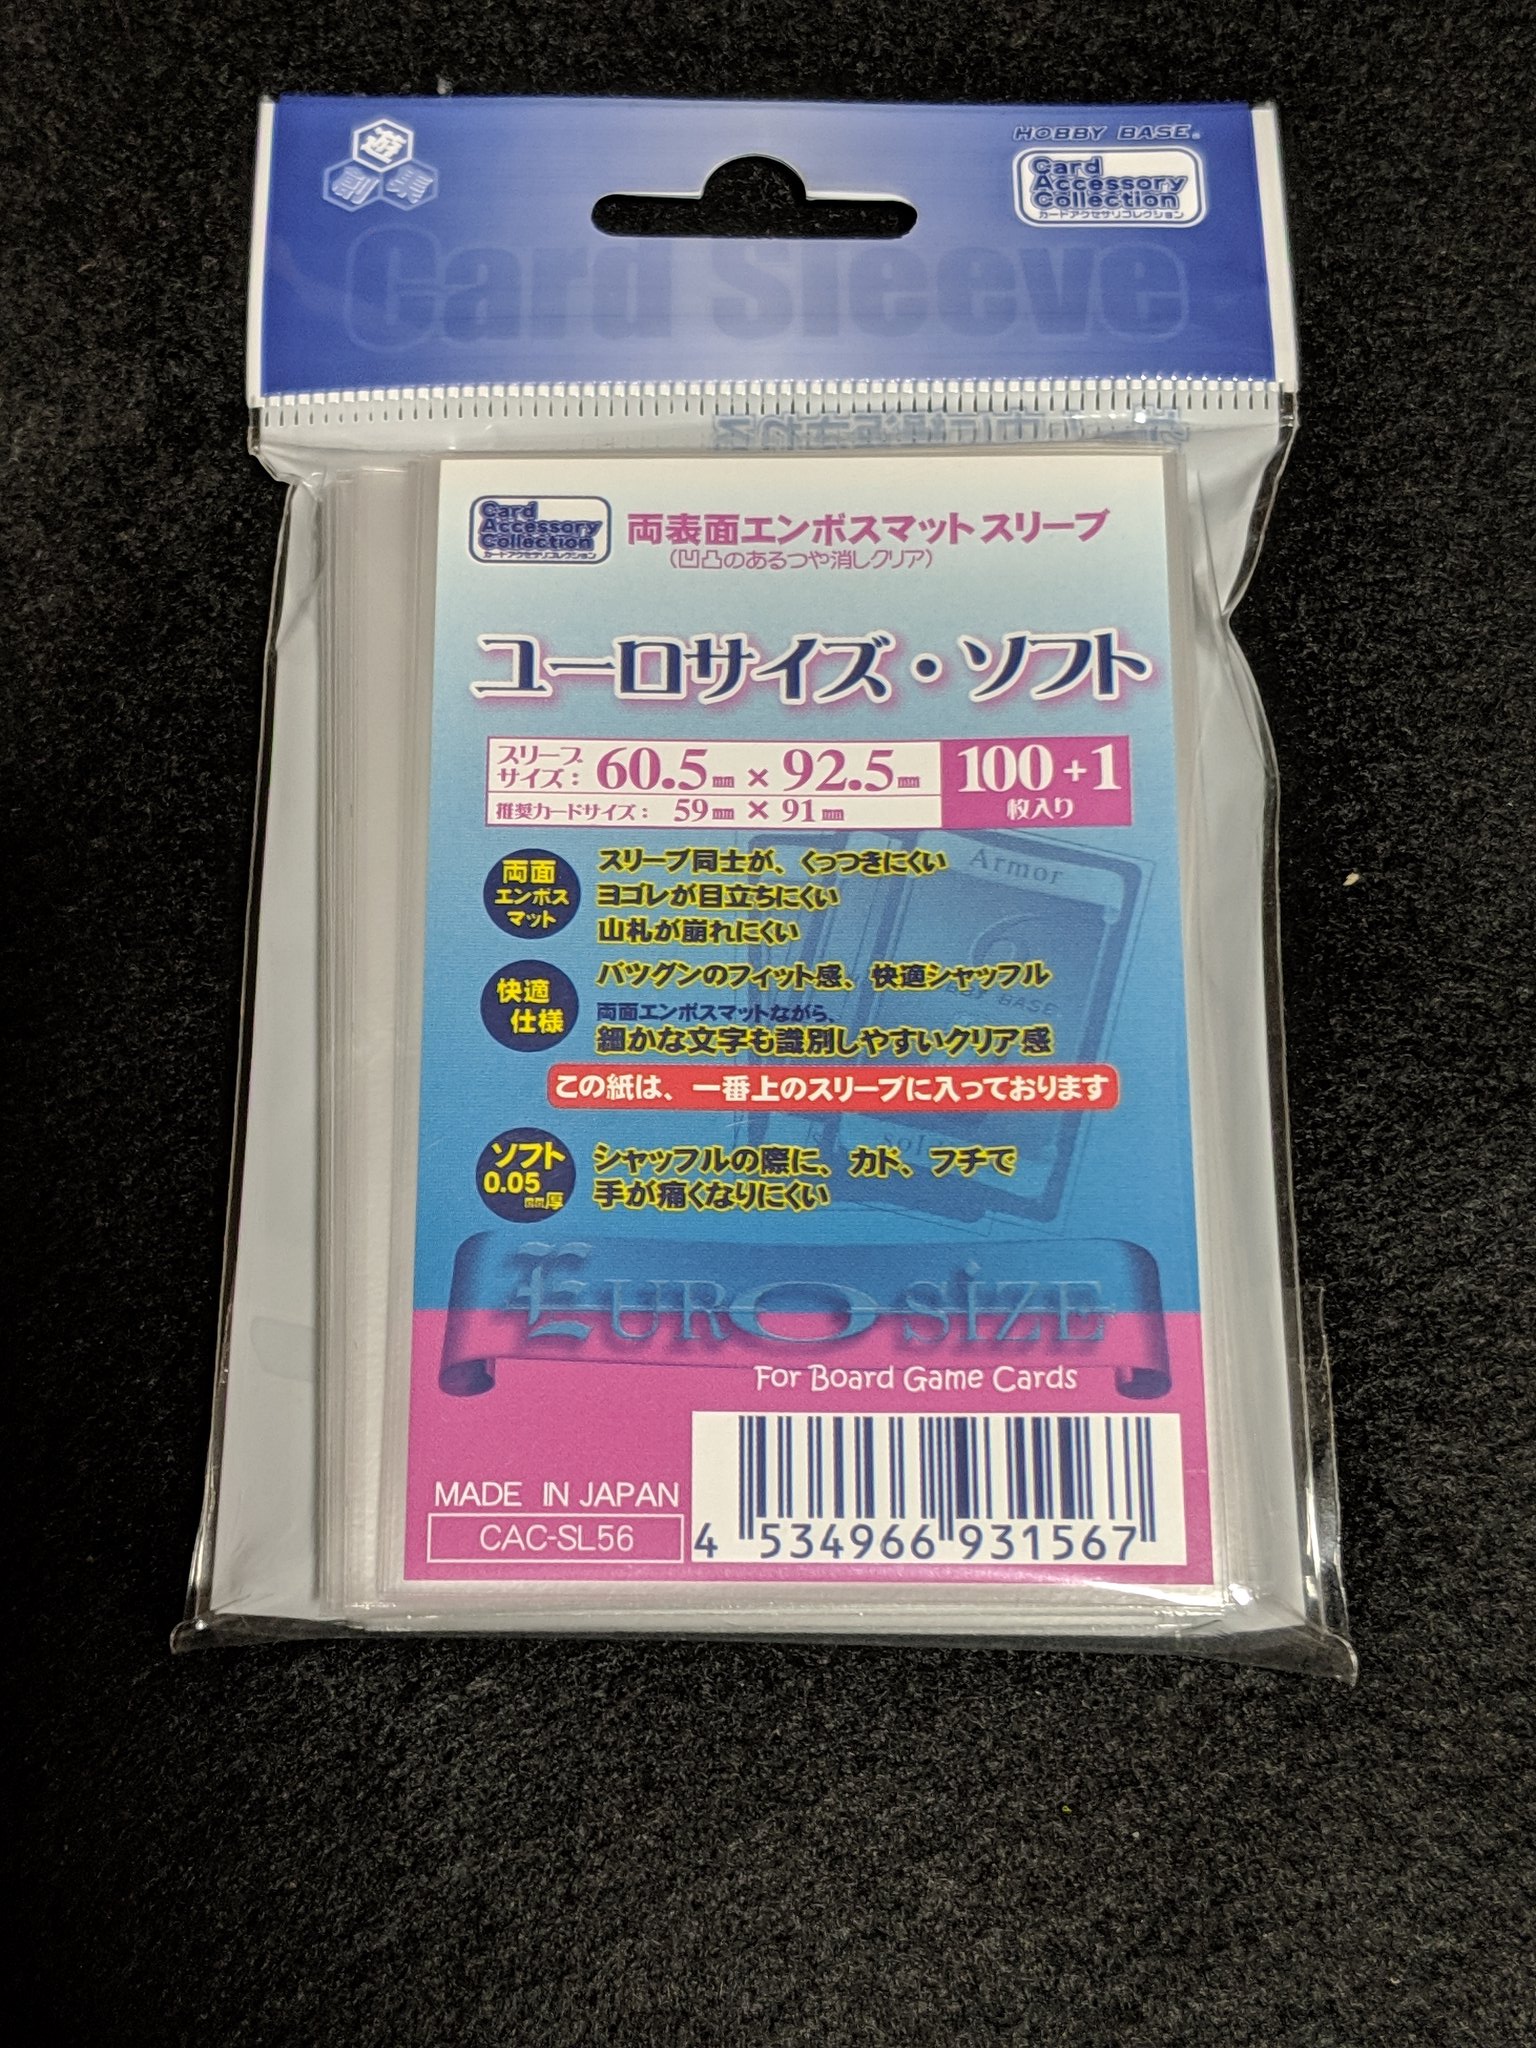 遊
HOBBY BASE®
Card
Accessory
Collection
カードアクセサリコレクション
Card Sleeve
Card
Accessory
Collection
カードアクセサリコレクション
両表面エンボスマットスリーブ
(凹凸のあるつや消しクリア)
ユーロサイズ・ソフト
スリーブサイズ: 60.5mm × 92.5mm
推奨カードサイズ: 59mm × 91mm
100+1
枚入り
両面
エンボス
マット
スリーブ同士が、くっつきにくい
ヨゴレが目立ちにくい
山札が崩れにくい
快適
仕様
バツグンのフィット感、快適シャッフル
両面エンボスマットながら、
細かな文字も識別しやすいクリア感
この紙は、一番上のスリーブに入っております
ソフト
0.05
mm厚
シャッフルの際に、カド、フチで
手が痛くなりにくい
Armor
EURO SIZE
For Board Game Cards
MADE IN JAPAN
CAC-SL56
4 534966 931567